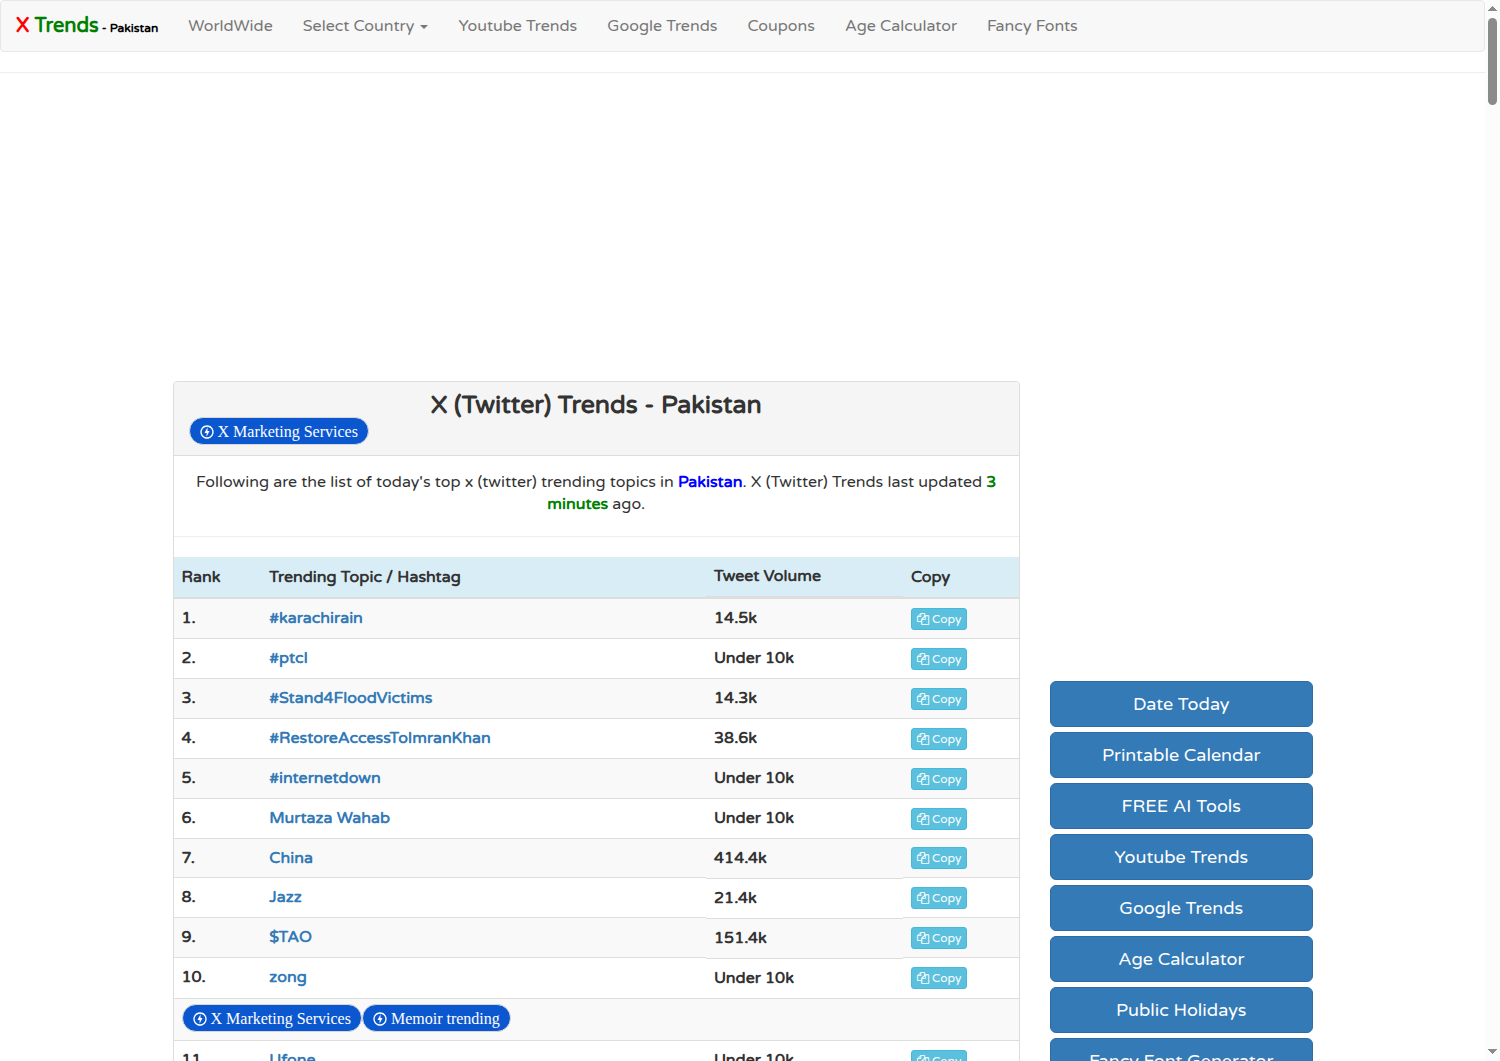 X Trends - Pakistan WorldWide Select Country Youtube Trends Google Trends Coupons Age Calculator Fancy Fonts
X (Twitter) Trends - Pakistan
X Marketing Services
Following are the list of today's top x (twitter) trending topics in Pakistan. X (Twitter) Trends last updated 3
minutes ago.
Rank Trending Topic / Hashtag Tweet Volume Copy
1. #karachirain 14.5k Copy
2. #ptcl Under 10k Copy
3. #Stand4FloodVictims 14.3k Copy
4. #RestoreAccessToImranKhan 38.6k Copy
5. #internetdown Under 10k Copy
6. Murtaza Wahab Under 10k Copy
7. China 414.4k Copy
8. Jazz 21.4k Copy
9. $TAO 151.4k Copy
10. zong Under 10k Copy
X Marketing Services Memoir trending
11. Ufone Under 10k Copy
Date Today
Printable Calendar
FREE AI Tools
Youtube Trends
Google Trends
Age Calculator
Public Holidays
Fancy Font Generator